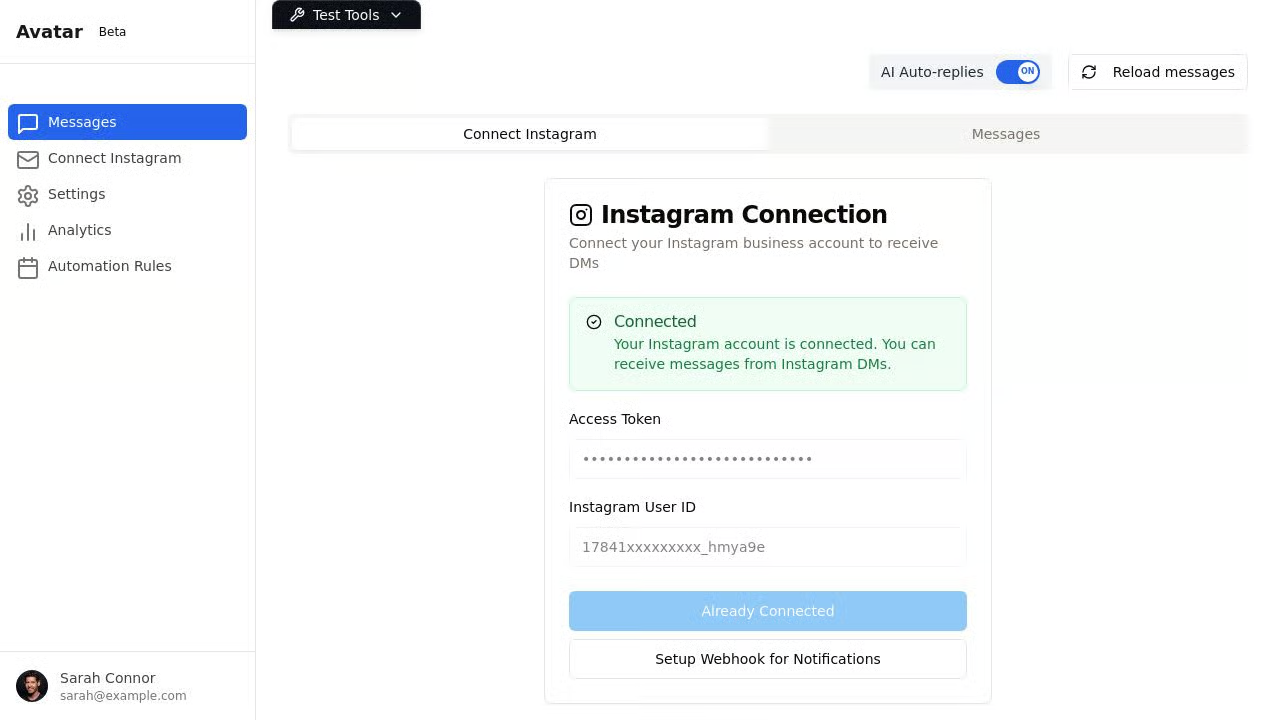 Avatar Beta
Messages
Connect Instagram
Settings
Analytics
Automation Rules
Sarah Connor
sarah@example.com
Test Tools
AI Auto-replies ON Reload messages
Connect Instagram Messages
Instagram Connection
Connect your Instagram business account to receive
DMs
Connected
Your Instagram account is connected. You can
receive messages from Instagram DMs.
Access Token
••••••••••••••••••••••••••••
Instagram User ID
17841xxxxxxxxx_hmya9e
Already Connected
Setup Webhook for Notifications